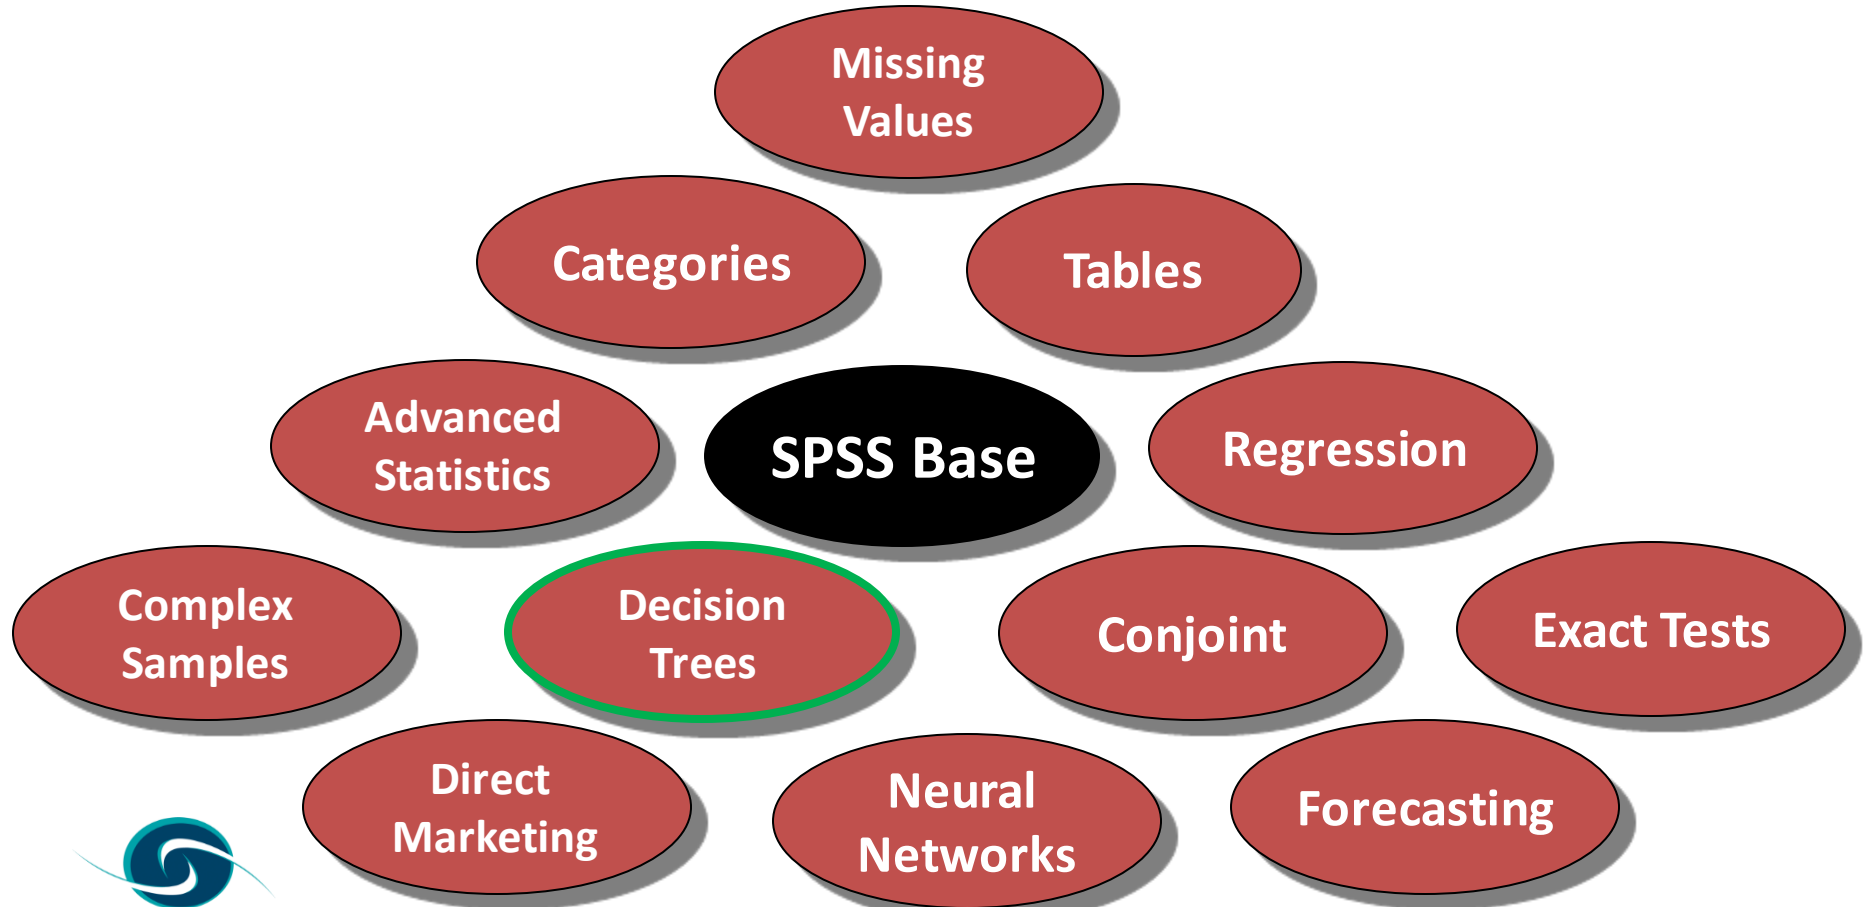 Missing
Values
Categories
Tables
Advanced
Statistics
SPSS Base
Regression
Complex
Samples
Decision
Trees
Conjoint
Exact Tests
Direct
Marketing
Neural
Networks
Forecasting